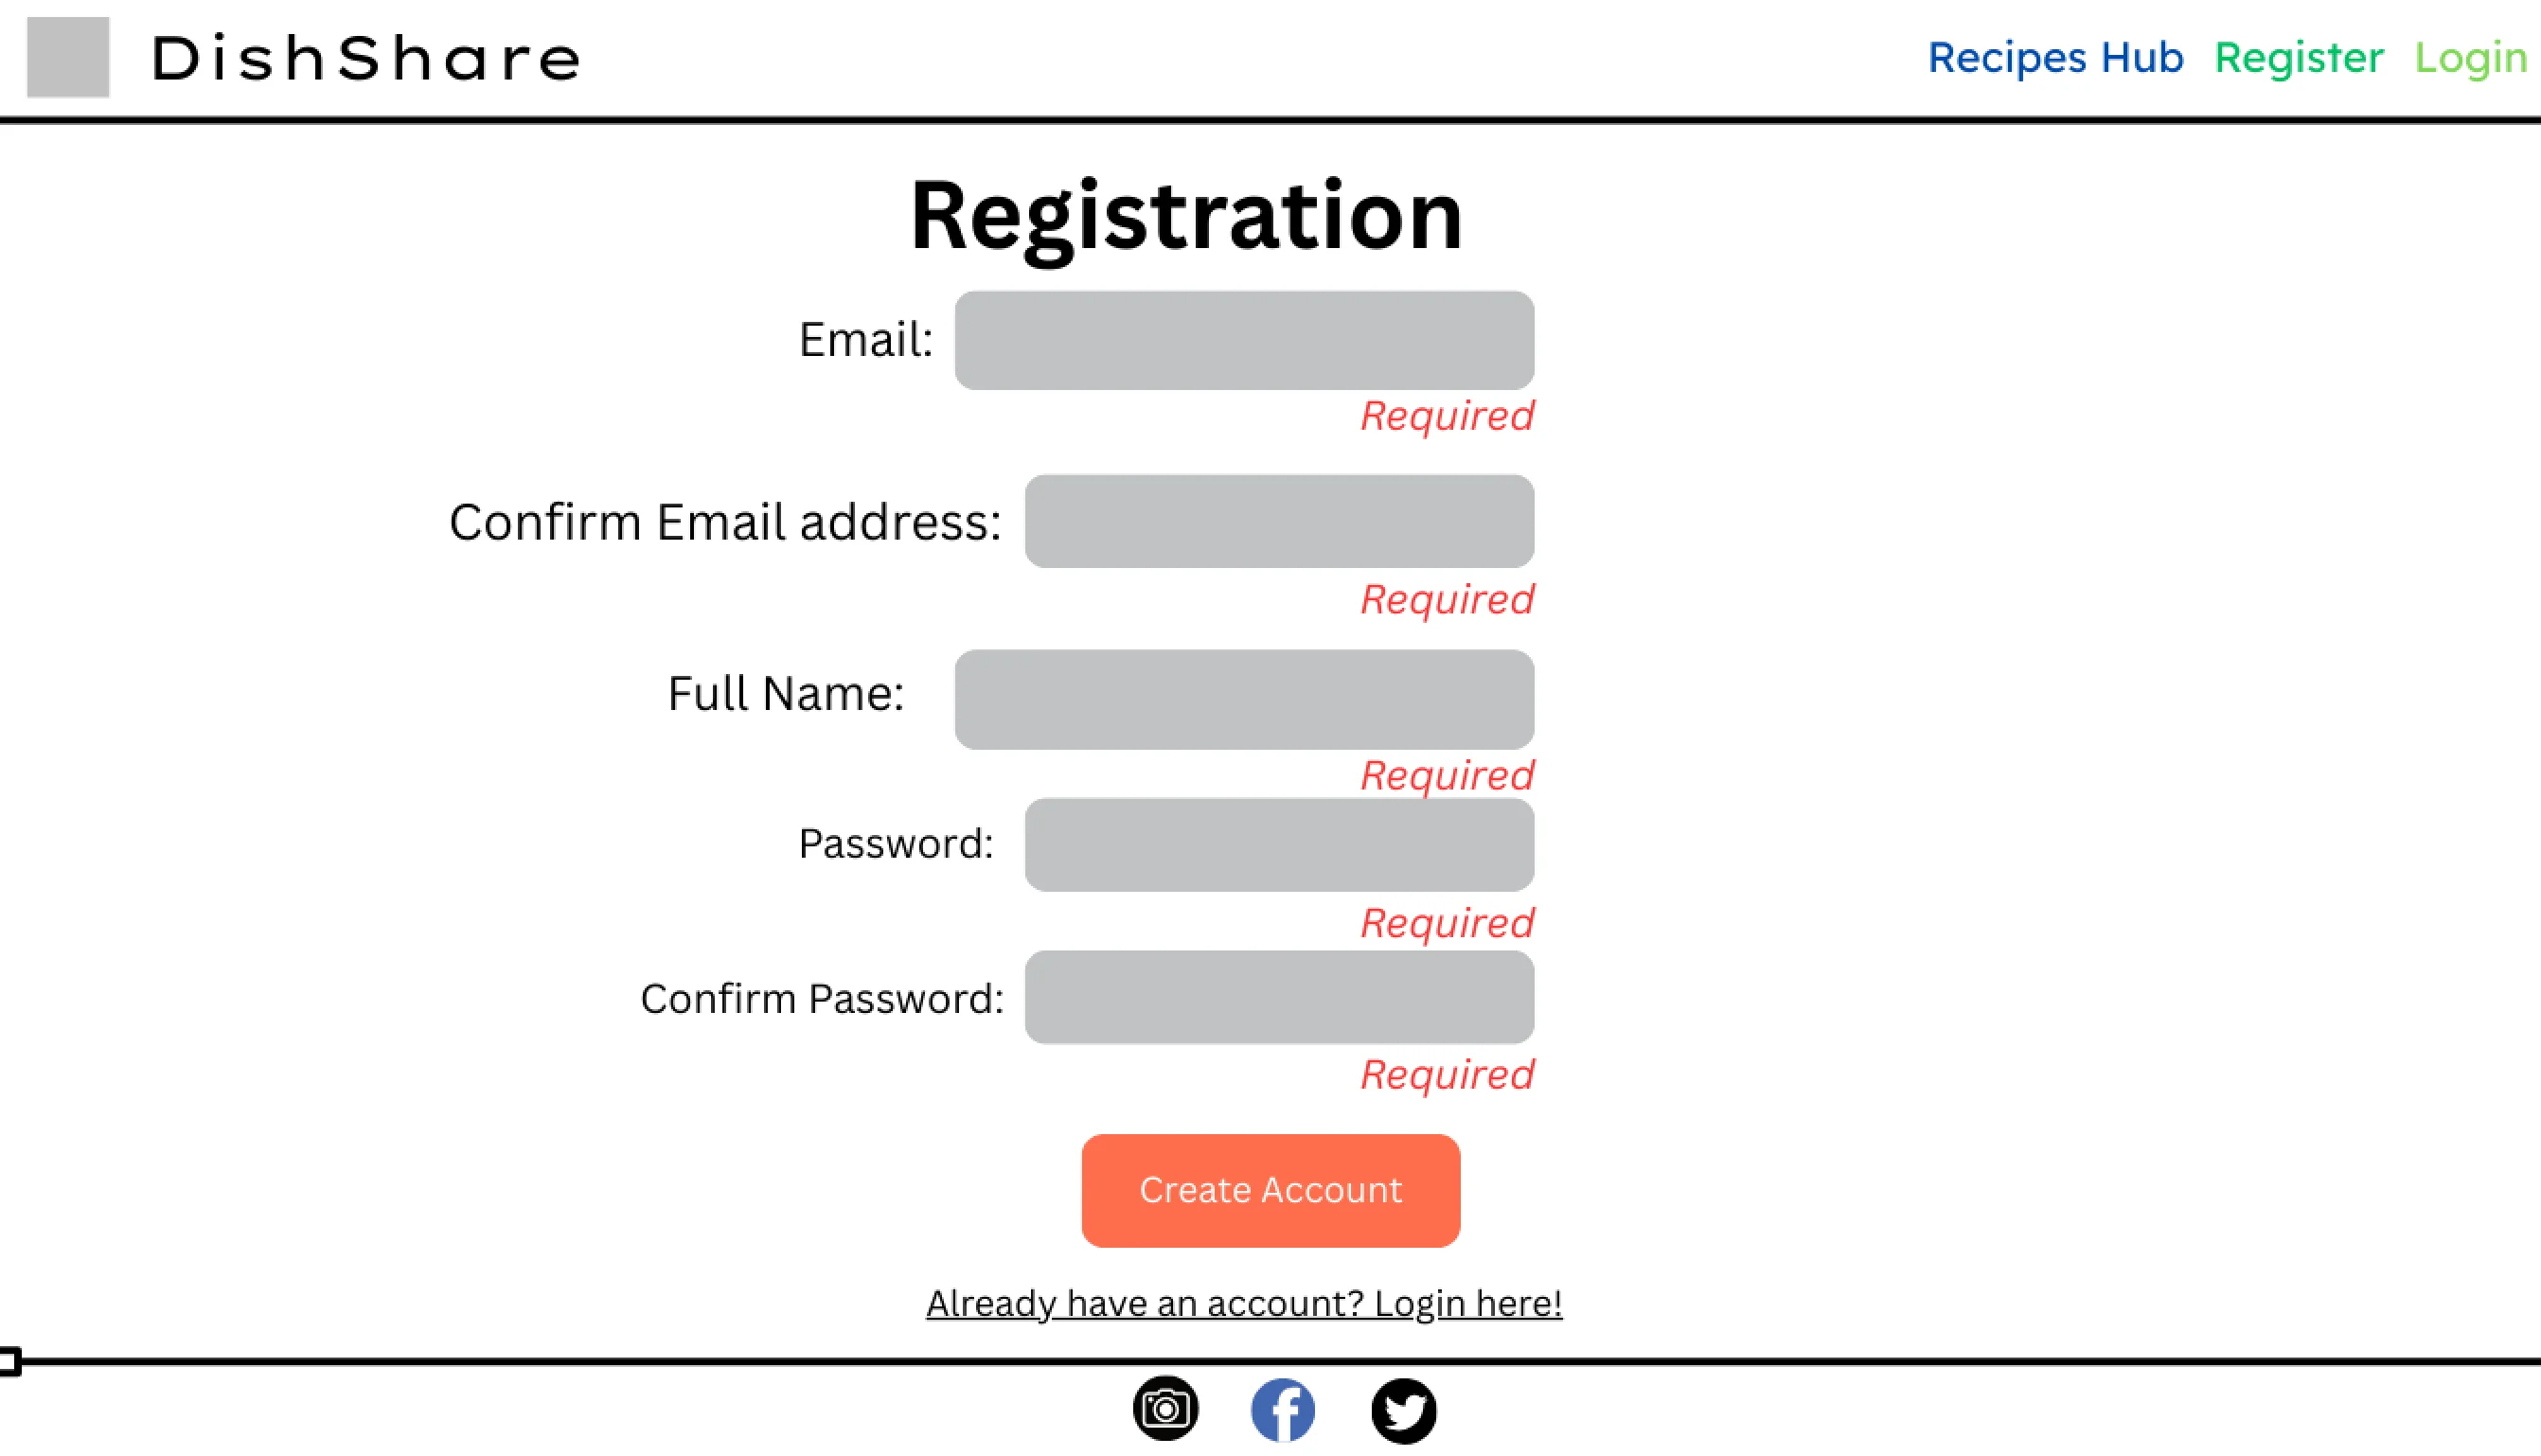 DishShare
Recipes Hub Register Login
Registration
Email:
Required
Confirm Email address:
Required
Full Name:
Required
Password:
Required
Confirm Password:
Required
Create Account
Already have an account? Login here!